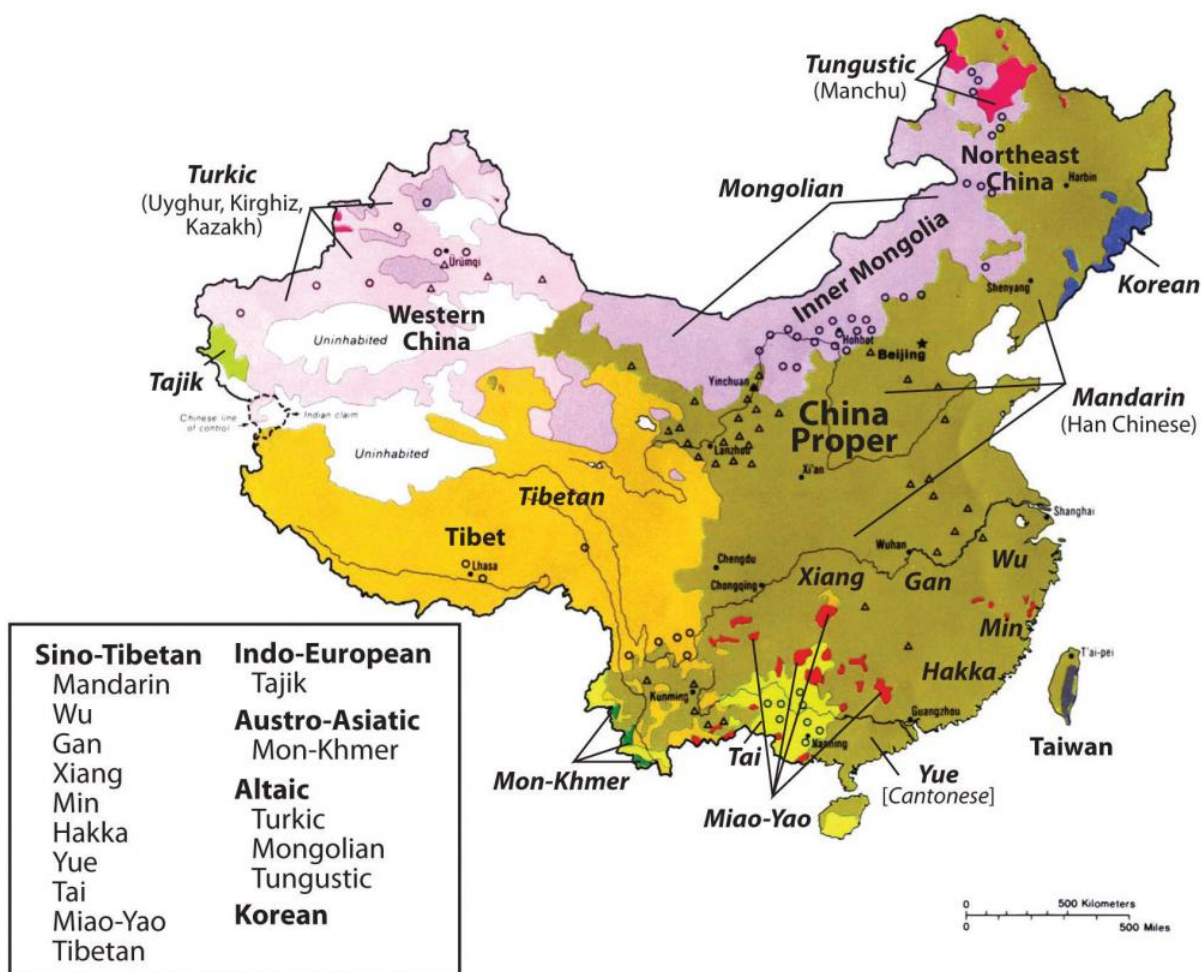 Tungustic
(Manchu)
Northeast
China
Harbin
Turkic
(Uyghur, Kirghiz,
Kazakh)
Mongolian
Inner Mongolia
Ürümqi
Shenyang
Korean
Western
China
Uninhabited
Hohhot
Beijing
Tajik
Yinchuan
Chinese line
of control
Indian claim
China
Proper
Mandarin
(Han Chinese)
Lanzhou
Xi'an
Uninhabited
Tibetan
Tibet
Lhasa
Shanghai
Chengdu
Wuhan
Wu
Chongqing
Xiang
Gan
Min
Hakka
T'ai-pei
Kunming
Guangzhou
Nanning
Taiwan
Tai
Mon-Khmer
Yue
[Cantonese]
Miao-Yao
Sino-Tibetan
Mandarin
Wu
Gan
Xiang
Min
Hakka
Yue
Tai
Miao-Yao
Tibetan
Indo-European
Tajik
Austro-Asiatic
Mon-Khmer
Altaic
Turkic
Mongolian
Tungustic
Korean
0 500 Kilometers
0 500 Miles